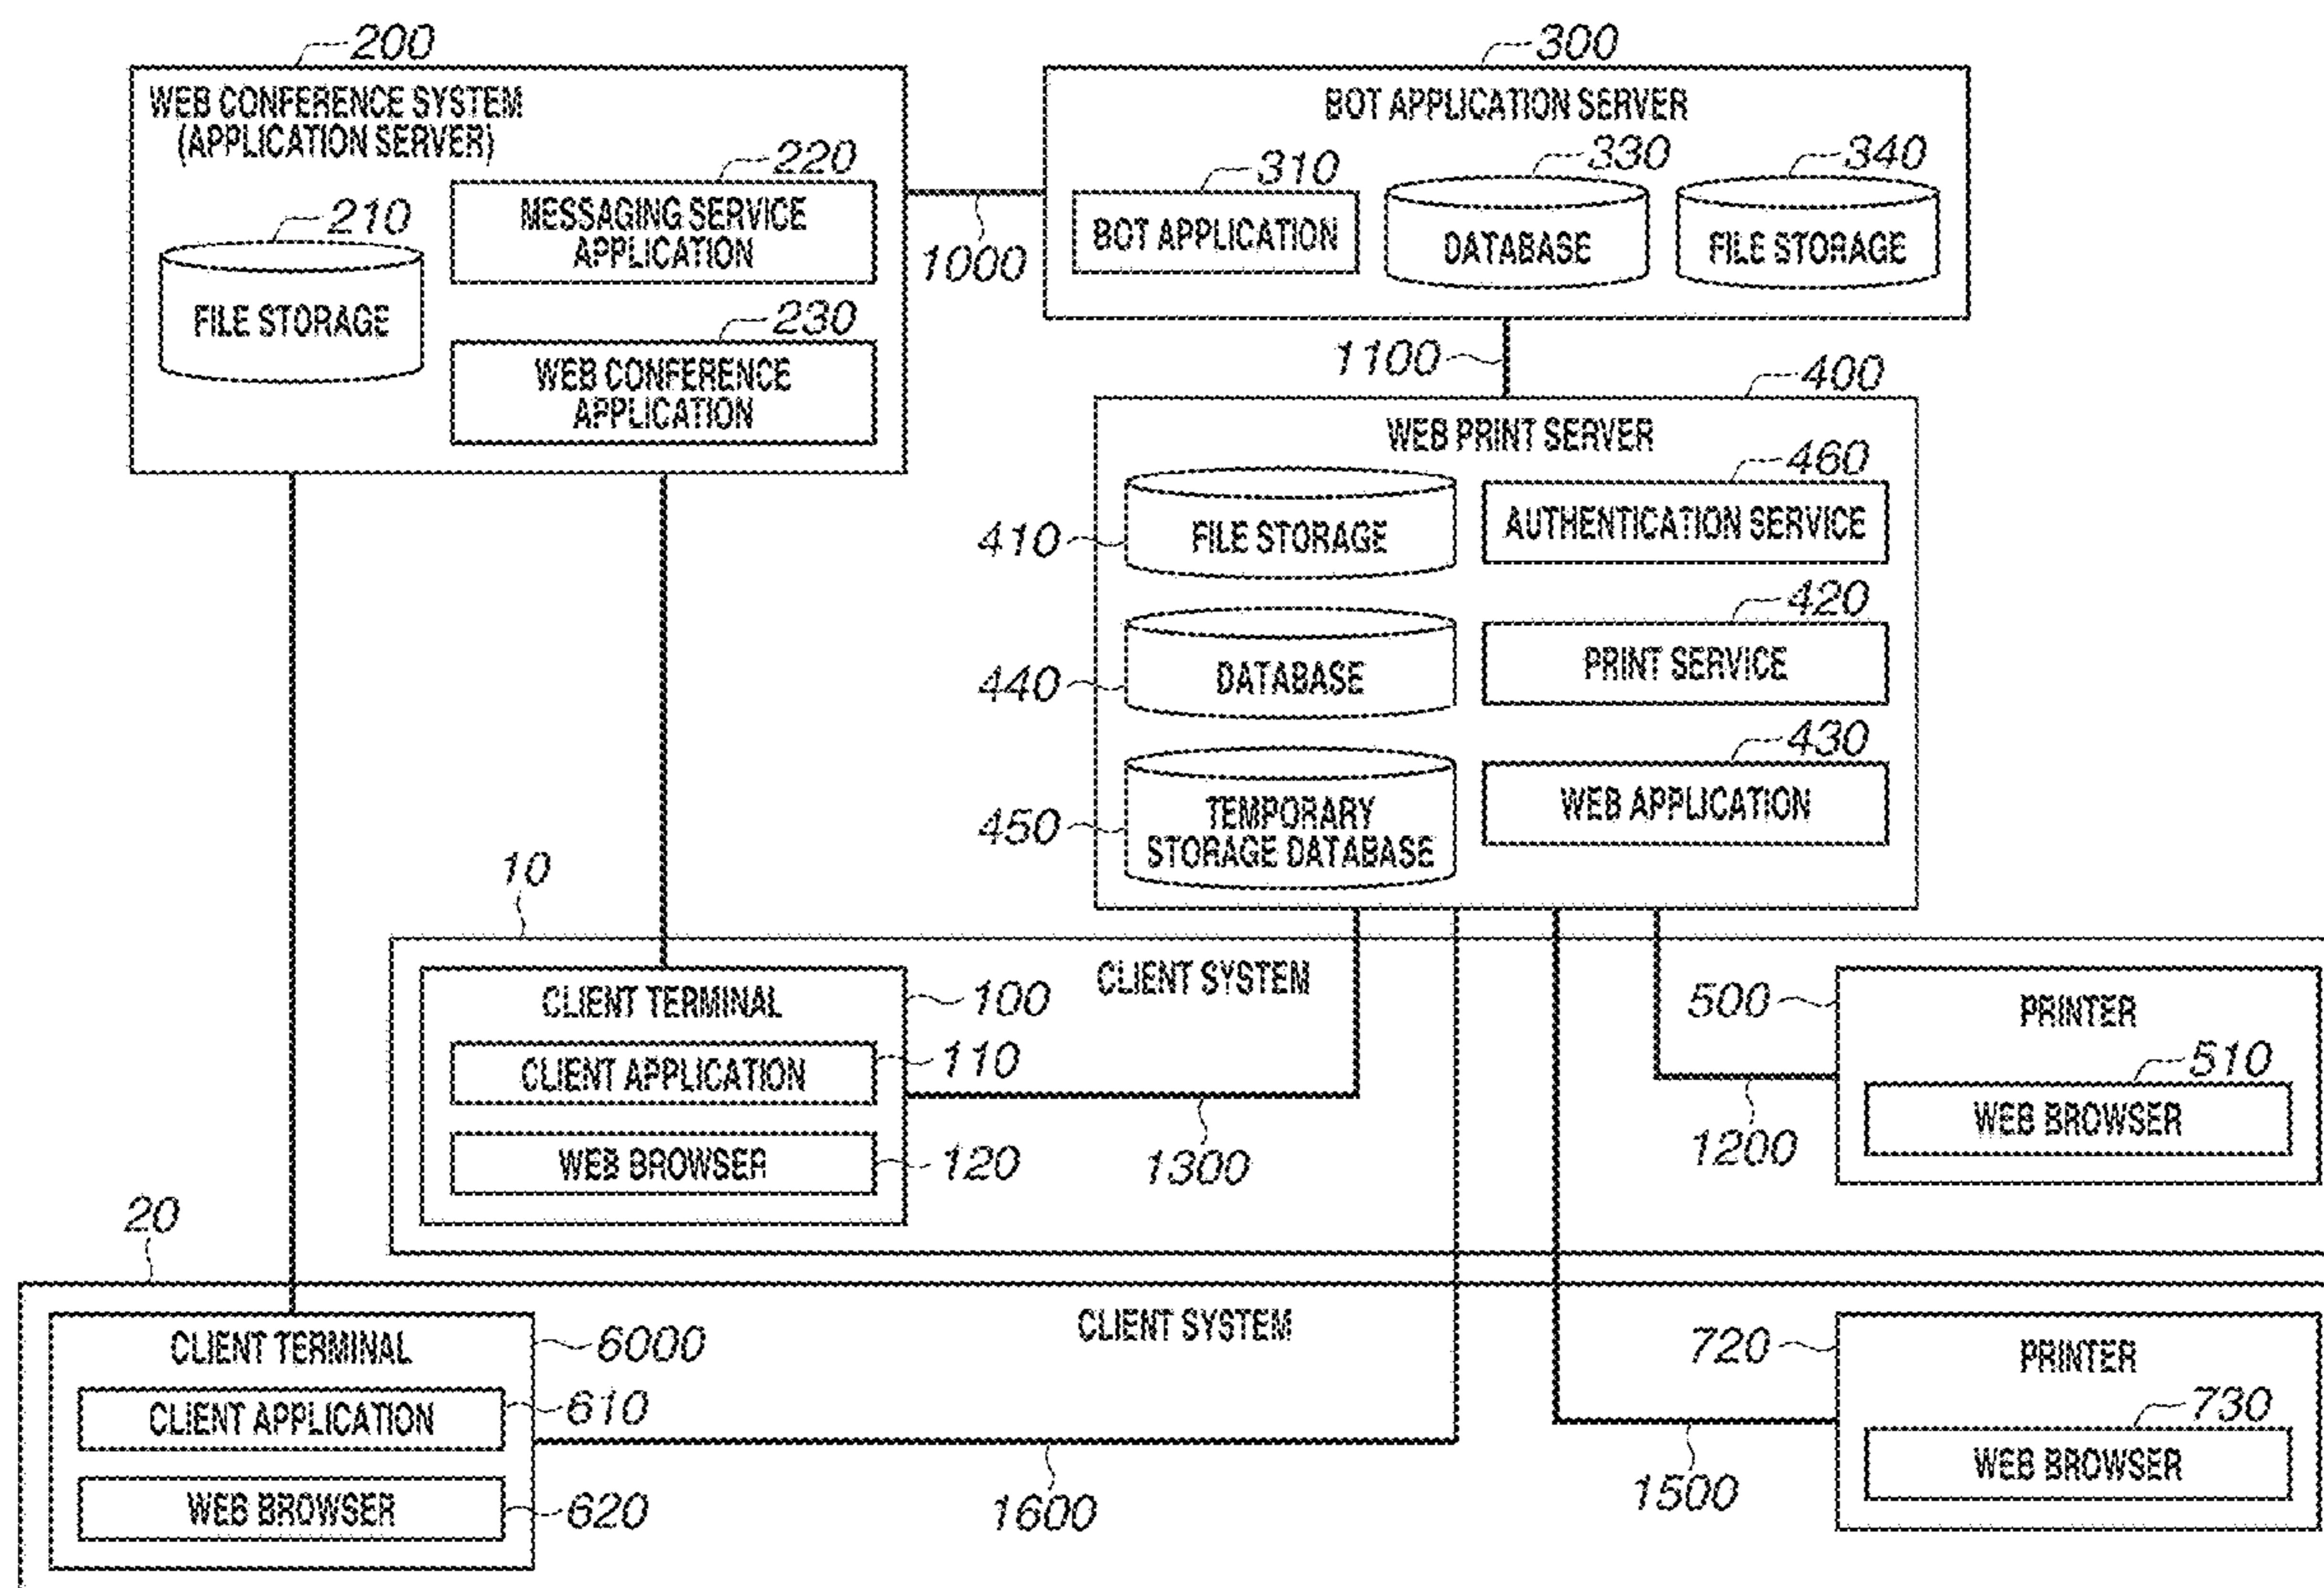 200
WEB CONFERENCE SYSTEM
(APPLICATION SERVER)
210
FILE STORAGE
220
MESSAGING SERVICE
APPLICATION
230
WEB CONFERENCE
APPLICATION
1000
300
BOT APPLICATION SERVER
310
BOT APPLICATION
330
DATABASE
340
FILE STORAGE
1100
400
WEB PRINT SERVER
410
FILE STORAGE
460
AUTHENTICATION SERVICE
440
DATABASE
420
PRINT SERVICE
450
TEMPORARY
STORAGE DATABASE
430
WEB APPLICATION
10
CLIENT SYSTEM
CLIENT TERMINAL
100
CLIENT APPLICATION
110
WEB BROWSER
120
1300
500
PRINTER
510
WEB BROWSER
1200
20
CLIENT SYSTEM
CLIENT TERMINAL
6000
CLIENT APPLICATION
610
WEB BROWSER
620
1600
720
PRINTER
730
WEB BROWSER
1500